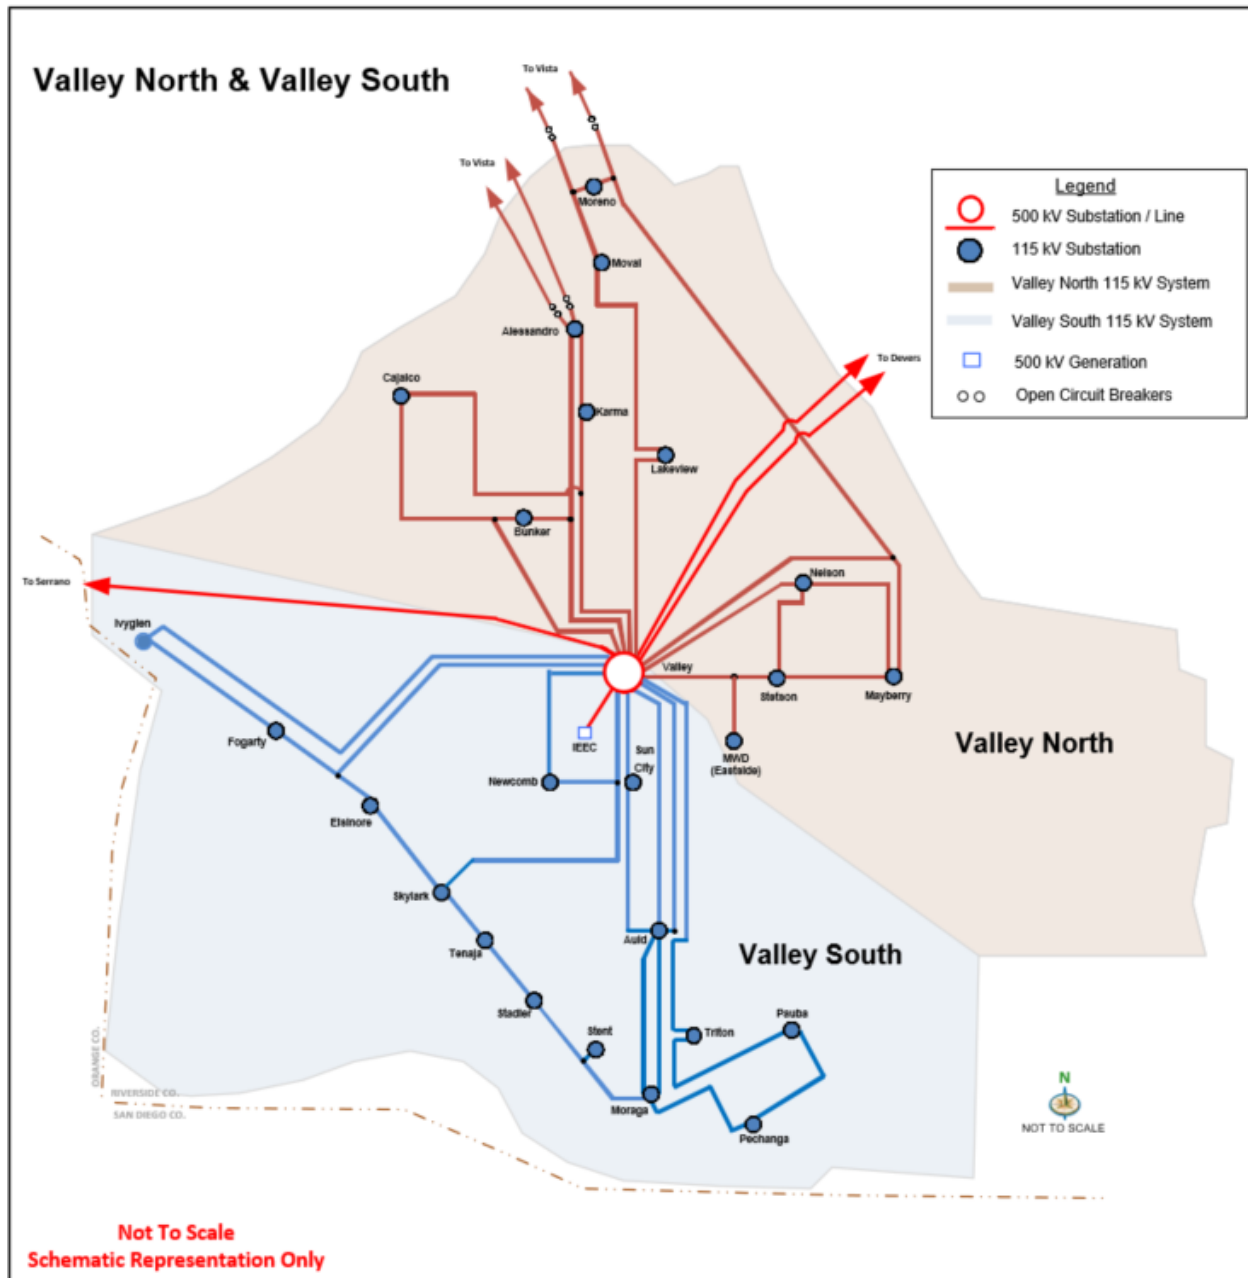 Valley North & Valley South
To Vista
To Vista
Moreno
Moval
Alessandro
Cajalco
Karma
Lakeview
Bunker
To Devers
Legend
500 kV Substation / Line
115 kV Substation
Valley North 115 kV System
Valley South 115 kV System
500 kV Generation
Open Circuit Breakers
To Serrano
Ivyglen
Nelson
Valley
Stetson
Mayberry
Fogarty
IEEC
Sun
City
MWD
(Eastside)
Valley North
Newcomb
Elsinore
Skylark
Auld
Valley South
Tenaja
Stadler
Stent
Triton
Pauba
Moraga
Pechanga
ORANGE CO.
RIVERSIDE CO.
SAN DIEGO CO.
N
NOT TO SCALE
Not To Scale
Schematic Representation Only